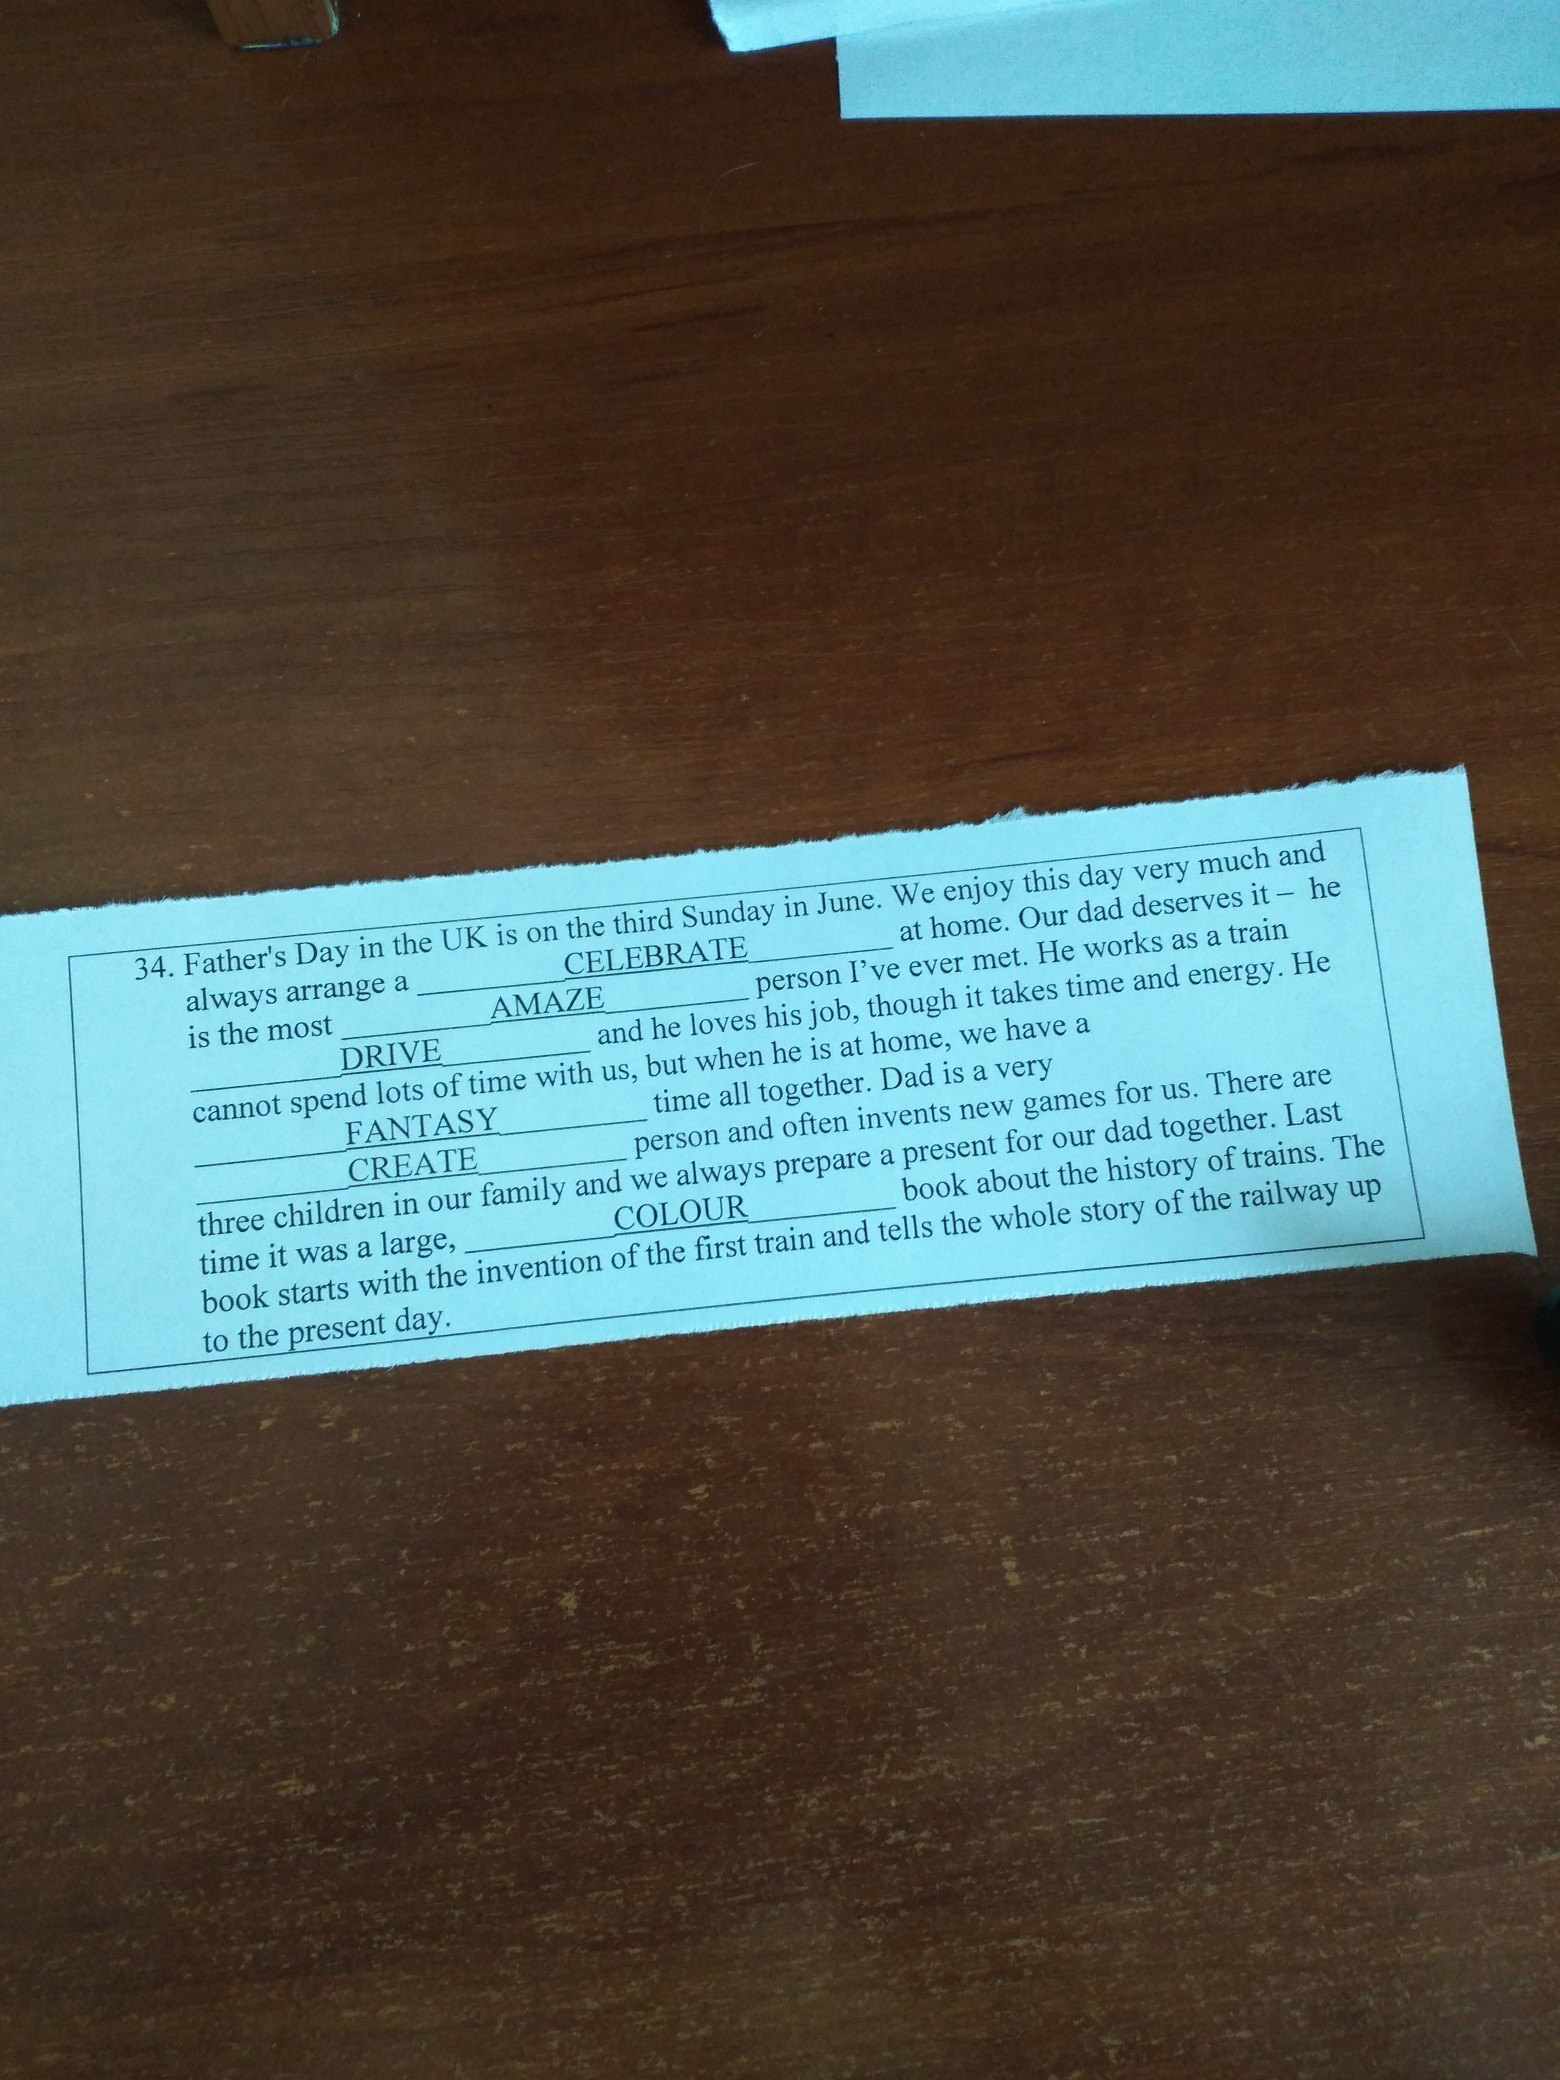 34. Father's Day in the UK is on the third Sunday in June. We enjoy this day very much and
always arrange a ________CELEBRATE________ at home. Our dad deserves it – he
is the most ________AMAZE________ person I’ve ever met. He works as a train
________DRIVE________ and he loves his job, though it takes time and energy. He
cannot spend lots of time with us, but when he is at home, we have a
________FANTASY________ time all together. Dad is a very
________CREATE________ person and often invents new games for us. There are
three children in our family and we always prepare a present for our dad together. Last
time it was a large, ________COLOUR________ book about the history of trains. The
book starts with the invention of the first train and tells the whole story of the railway up
to the present day.